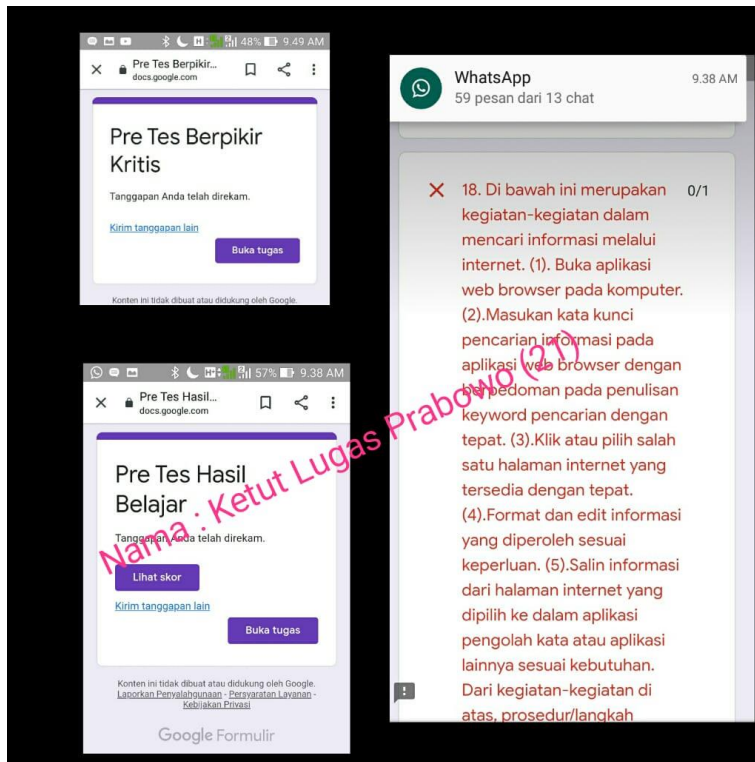 48% 9.49 AM
Pre Tes Berpikir...
docs.google.com
Pre Tes Berpikir
Kritis
Tanggapan Anda telah direkam.
Kirim tanggapan lain
Buka tugas
Konten ini tidak dibuat atau didukung oleh Google.
57% 9.38 AM
Pre Tes Hasil...
docs.google.com
Pre Tes Hasil
Belajar
Tanggapan Anda telah direkam.
Lihat skor
Kirim tanggapan lain
Buka tugas
Konten ini tidak dibuat atau didukung oleh Google.
Laporkan Penyalahgunaan - Persyaratan Layanan -
Kebijakan Privasi
Google Formulir
WhatsApp 9.38 AM
59 pesan dari 13 chat
18. Di bawah ini merupakan 0/1
kegiatan-kegiatan dalam
mencari informasi melalui
internet. (1). Buka aplikasi
web browser pada komputer.
(2).Masukan kata kunci
pencarian informasi pada
aplikasi web browser dengan
berpedoman pada penulisan
keyword pencarian dengan
tepat. (3).Klik atau pilih salah
satu halaman internet yang
tersedia dengan tepat.
(4).Format dan edit informasi
yang diperoleh sesuai
keperluan. (5).Salin informasi
dari halaman internet yang
dipilih ke dalam aplikasi
pengolah kata atau aplikasi
lainnya sesuai kebutuhan.
Dari kegiatan-kegiatan di
atas, prosedur/langkah
Nama : Ketut Lugas Prabowo (21)